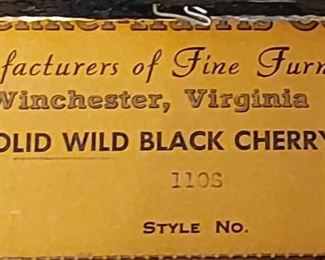 facturers of Fine Furn
Winchester, Virginia
OLID WILD BLACK CHERRY
110S
STYLE No.